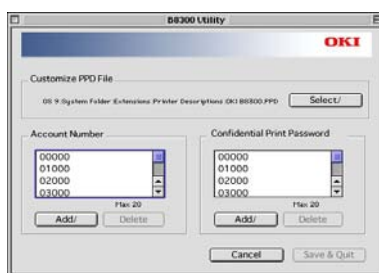 B8300 Utility
OKI
Customize PPD File
OS 9:System Folder:Extensions:Printer Descriptions:OKI B8300.PPD
Select/
Account Number
Confidential Print Password
00000
01000
02000
03000
00000
01000
02000
03000
Max 20
Max 20
Add/
Delete
Add/
Delete
Cancel
Save & Quit